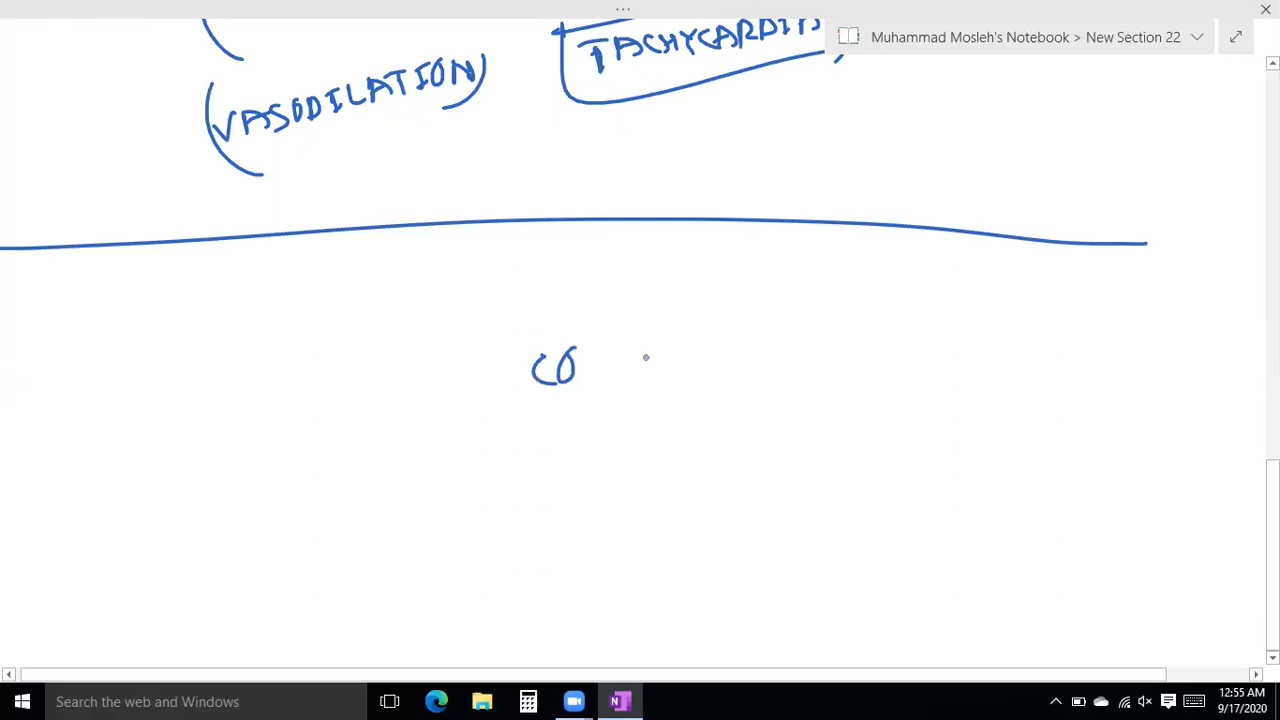 TACHYCARDIA
Muhammad Mosleh's Notebook > New Section 22
(VASODILATION)
CO
Search the web and Windows
12:55 AM
9/17/2020